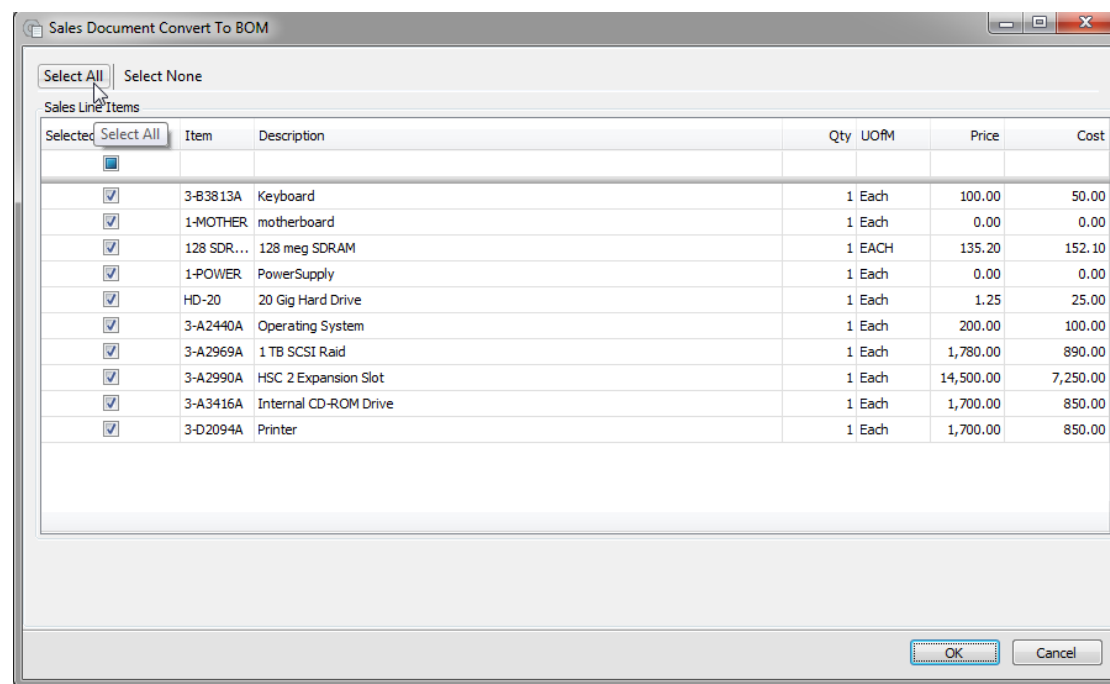 Sales Document Convert To BOM
Select All Select None
Sales Line Items
Selected Item Description Qty UOfM Price Cost
Select All
3-B3813A Keyboard 1 Each 100.00 50.00
1-MOTHER motherboard 1 Each 0.00 0.00
128 SDR... 128 meg SDRAM 1 EACH 135.20 152.10
1-POWER PowerSupply 1 Each 0.00 0.00
HD-20 20 Gig Hard Drive 1 Each 1.25 25.00
3-A2440A Operating System 1 Each 200.00 100.00
3-A2969A 1 TB SCSI Raid 1 Each 1,780.00 890.00
3-A2990A HSC 2 Expansion Slot 1 Each 14,500.00 7,250.00
3-A3416A Internal CD-ROM Drive 1 Each 1,700.00 850.00
3-D2094A Printer 1 Each 1,700.00 850.00
OK Cancel